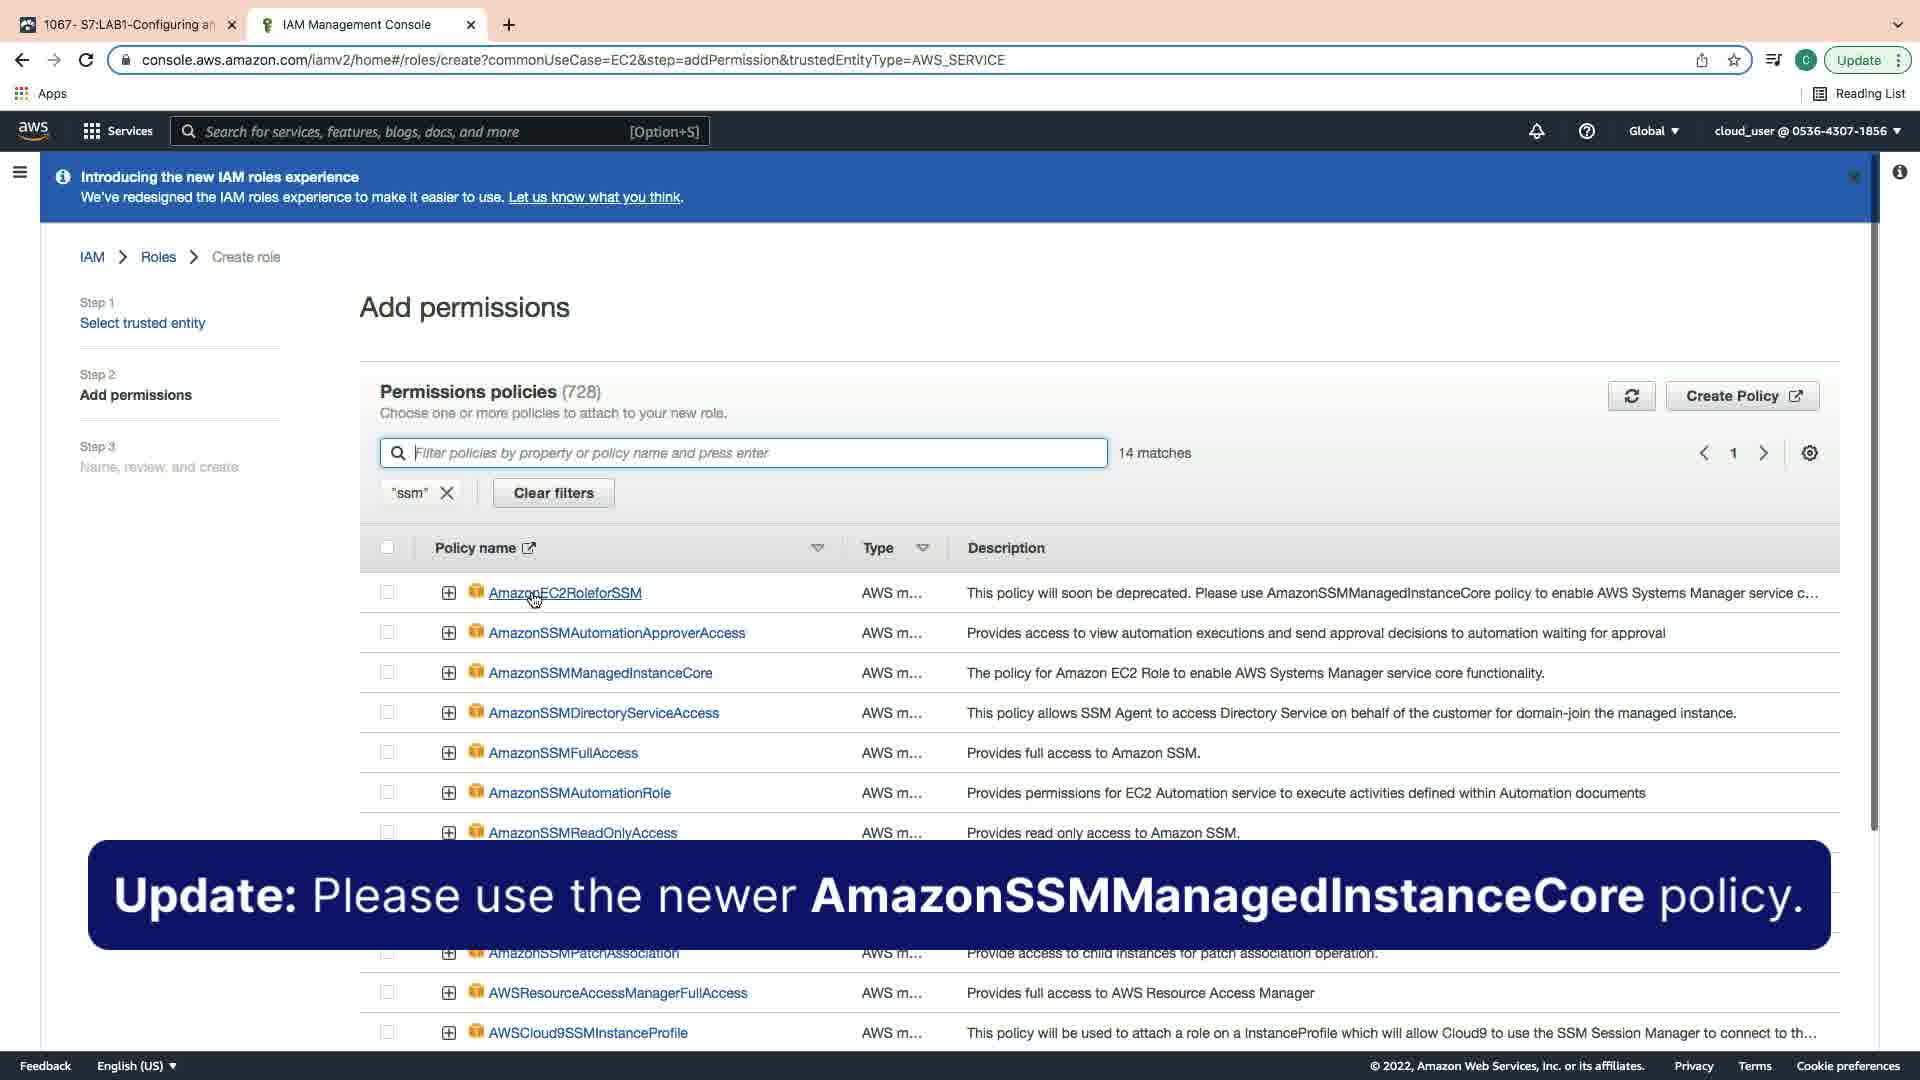 1067- S7:LAB1-Configuring an
IAM Management Console
console.aws.amazon.com/iamv2/home#/roles/create?commonUseCase=EC2&step=addPermission&trustedEntityType=AWS_SERVICE
C
Update
Apps
Reading List
aws
Services
Search for services, features, blogs, docs, and more
[Option+S]
Global
cloud_user @ 0536-4307-1856
Introducing the new IAM roles experience
We've redesigned the IAM roles experience to make it easier to use. Let us know what you think.
IAM
Roles
Create role
Step 1
Select trusted entity
Step 2
Add permissions
Step 3
Name, review, and create
Add permissions
Permissions policies (728)
Choose one or more policies to attach to your new role.
Create Policy
Filter policies by property or policy name and press enter
14 matches
1
"ssm"
Clear filters
Policy name
Type
Description
AmazonEC2RoleforSSM AWS m... This policy will soon be deprecated. Please use AmazonSSMManagedInstanceCore policy to enable AWS Systems Manager service c...
AmazonSSMAutomationApproverAccess AWS m... Provides access to view automation executions and send approval decisions to automation waiting for approval
AmazonSSMManagedInstanceCore AWS m... The policy for Amazon EC2 Role to enable AWS Systems Manager service core functionality.
AmazonSSMDirectoryServiceAccess AWS m... This policy allows SSM Agent to access Directory Service on behalf of the customer for domain-join the managed instance.
AmazonSSMFullAccess AWS m... Provides full access to Amazon SSM.
AmazonSSMAutomationRole AWS m... Provides permissions for EC2 Automation service to execute activities defined within Automation documents
AmazonSSMReadOnlyAccess AWS m... Provides read only access to Amazon SSM.
Update: Please use the newer AmazonSSMManagedInstanceCore policy.
AmazonSSMPatchAssociation AWS m... Provide access to child instances for patch association operation.
AWSResourceAccessManagerFullAccess AWS m... Provides full access to AWS Resource Access Manager
AWSCloud9SSMInstanceProfile AWS m... This policy will be used to attach a role on a InstanceProfile which will allow Cloud9 to use the SSM Session Manager to connect to th...
Feedback
English (US)
© 2022, Amazon Web Services, Inc. or its affiliates.
Privacy
Terms
Cookie preferences